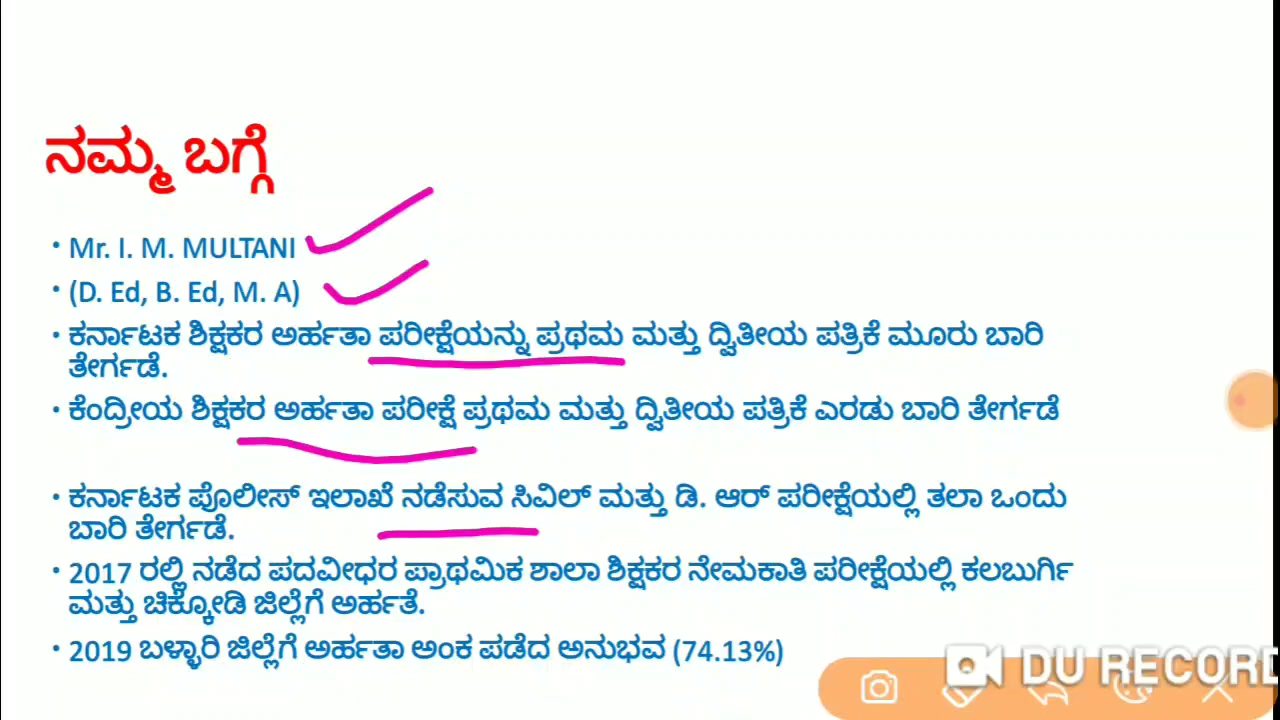 ನಮ್ಮ ಬಗ್ಗೆ
• Mr. I. M. MULTANI
• (D. Ed, B. Ed, M. A)
• ಕರ್ನಾಟಕ ಶಿಕ್ಷಕರ ಅರ್ಹತಾ ಪರೀಕ್ಷೆಯನ್ನು ಪ್ರಥಮ ಮತ್ತು ದ್ವಿತೀಯ ಪತ್ರಿಕೆ ಮೂರು ಬಾರಿ
ತೇರ್ಗಡೆ.
• ಕೆಂದ್ರೀಯ ಶಿಕ್ಷಕರ ಅರ್ಹತಾ ಪರೀಕ್ಷೆ ಪ್ರಥಮ ಮತ್ತು ದ್ವಿತೀಯ ಪತ್ರಿಕೆ ಎರಡು ಬಾರಿ ತೇರ್ಗಡೆ
• ಕರ್ನಾಟಕ ಪೊಲೀಸ್ ಇಲಾಖೆ ನಡೆಸುವ ಸಿವಿಲ್ ಮತ್ತು ಡಿ. ಆರ್ ಪರೀಕ್ಷೆಯಲ್ಲಿ ತಲಾ ಒಂದು
ಬಾರಿ ತೇರ್ಗಡೆ.
• 2017 ರಲ್ಲಿ ನಡೆದ ಪದವೀಧರ ಪ್ರಾಥಮಿಕ ಶಾಲಾ ಶಿಕ್ಷಕರ ನೇಮಕಾತಿ ಪರೀಕ್ಷೆಯಲ್ಲಿ ಕಲಬುರ್ಗಿ
ಮತ್ತು ಚಿಕ್ಕೋಡಿ ಜಿಲ್ಲೆಗೆ ಅರ್ಹತೆ.
• 2019 ಬಳ್ಳಾರಿ ಜಿಲ್ಲೆಗೆ ಅರ್ಹತಾ ಅಂಕ ಪಡೆದ ಅನುಭವ (74.13%)
DU RECORD